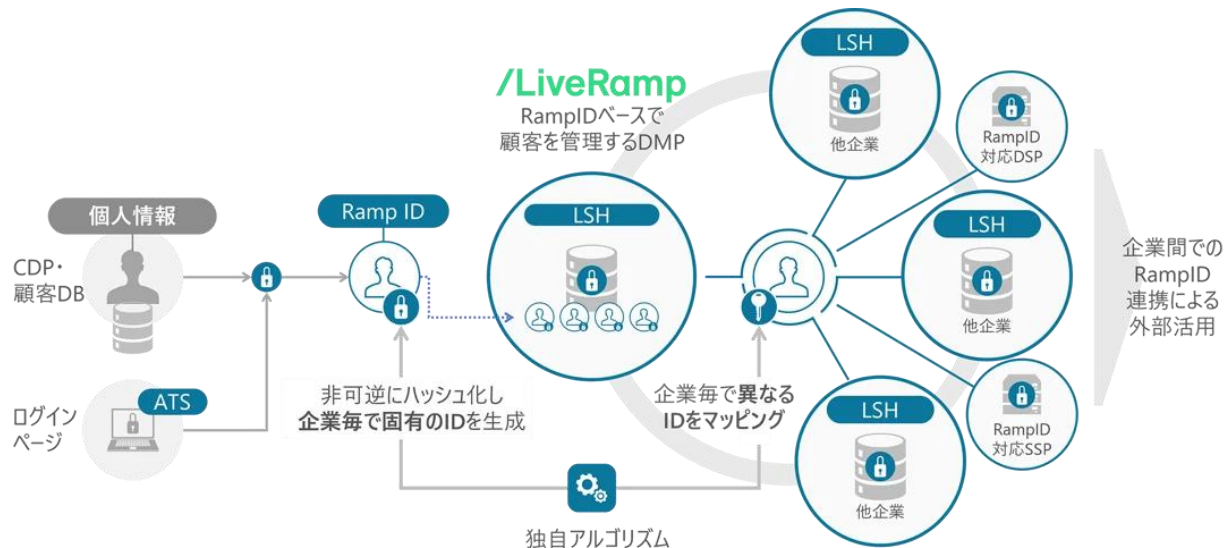 /LiveRamp
RampIDベースで
顧客を管理するDMP
個人情報
CDP・
顧客DB
ログイン
ページ
ATS
Ramp ID
非可逆にハッシュ化し
企業毎で固有のIDを生成
LSH
企業毎で異なる
IDをマッピング
独自アルゴリズム
LSH
他企業
RampID
対応DSP
LSH
他企業
RampID
対応SSP
LSH
他企業
企業間での
RampID
連携による
外部活用